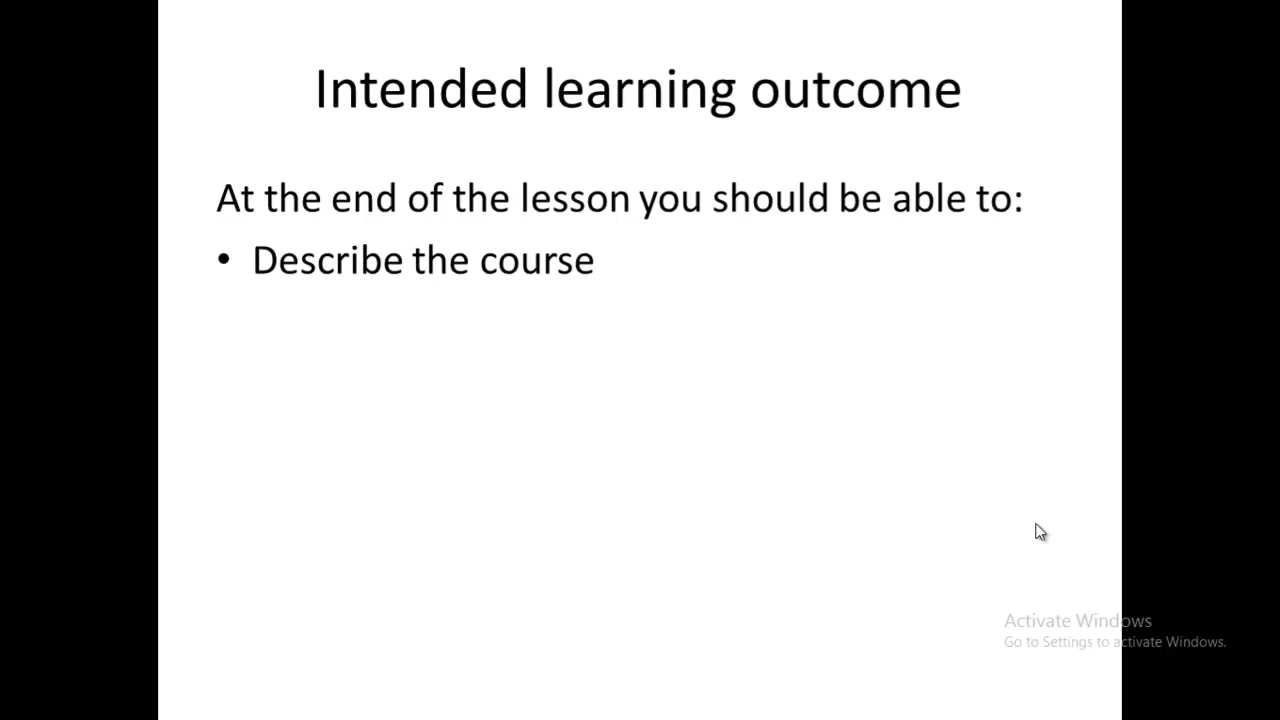 Intended learning outcome
At the end of the lesson you should be able to:
• Describe the course
Activate Windows
Go to Settings to activate Windows.